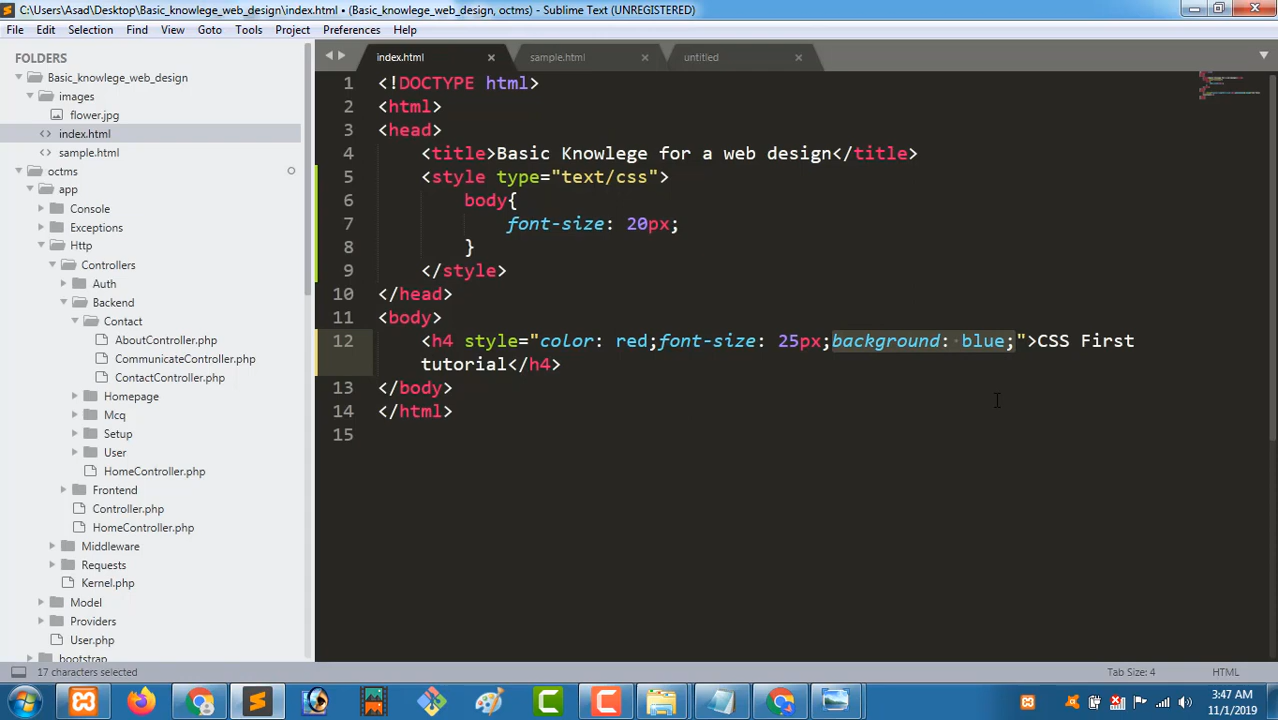 C:\Users\Asad\Desktop\Basic_knowlege_web_design\index.html • (Basic_knowlege_web_design, octms) - Sublime Text (UNREGISTERED)
File Edit Selection Find View Goto Tools Project Preferences Help
FOLDERS
Basic_knowlege_web_design
images
flower.jpg
index.html
sample.html
octms
app
Console
Exceptions
Http
Controllers
Auth
Backend
Contact
AboutController.php
CommunicateController.php
ContactController.php
Homepage
Mcq
Setup
User
HomeController.php
Frontend
Controller.php
HomeController.php
Middleware
Requests
Kernel.php
Model
Providers
User.php
bootstrap
index.html sample.html untitled
1 <!DOCTYPE html>
2 <html>
3 <head>
4 <title>Basic Knowlege for a web design</title>
5 <style type="text/css">
6 body{
7 font-size: 20px;
8 }
9 </style>
10 </head>
11 <body>
12 <h4 style="color: red;font-size: 25px;background: blue;">CSS First
tutorial</h4>
13 </body>
14 </html>
15
17 characters selected Tab Size: 4 HTML
3:47 AM
11/1/2019